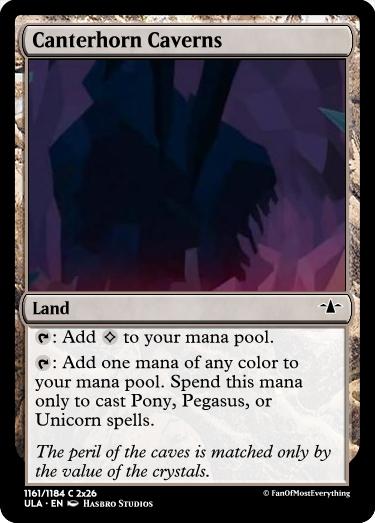 Canterhorn Caverns
Land
: Add to your mana pool.
: Add one mana of any color to
your mana pool. Spend this mana
only to cast Pony, Pegasus, or
Unicorn spells.
The peril of the caves is matched only by
the value of the crystals.
1161/1184 C 2x26
ULA • EN Hasbro Studios
© FanOfMostEverything